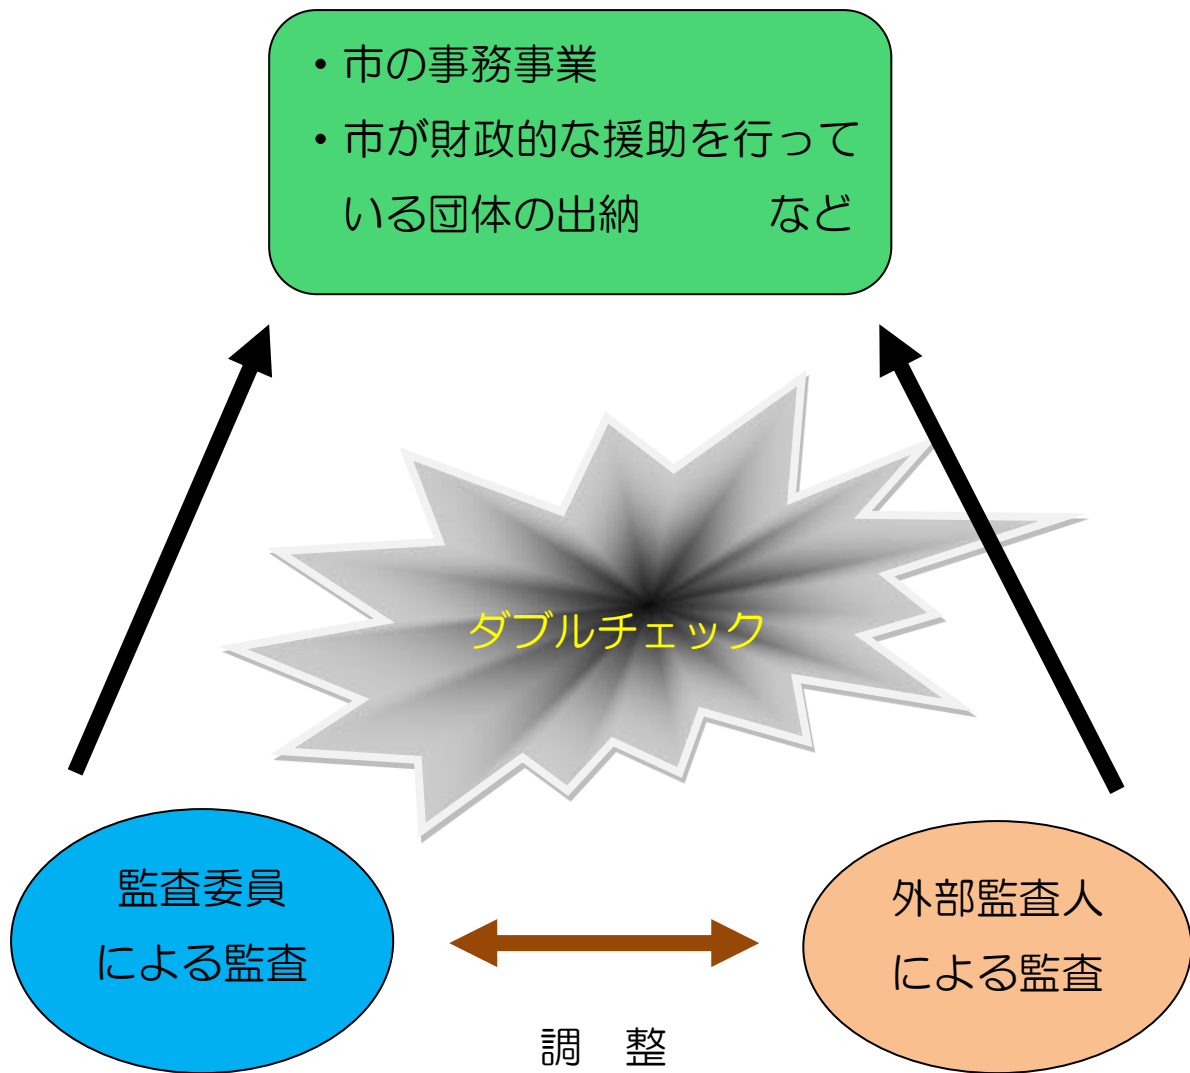 ・市の事務事業
・市が財政的な援助を行って
いる団体の出納　　　など
ダブルチェック
監査委員
による監査
外部監査人
による監査
調　整